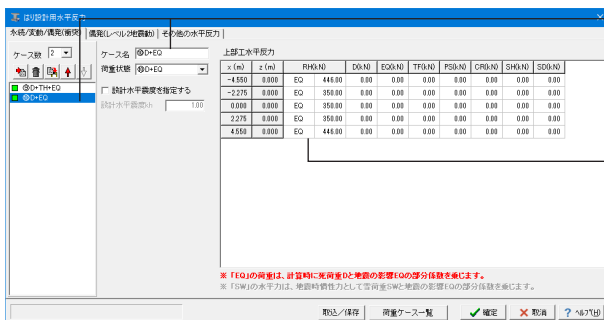 はり設計用水平反力
永続/変動/偶発(衝突) 偶発(レベル2地震動) その他の水平反力
ケース数 2
⑱D+TH+EQ
⑲D+EQ
ケース名 ⑲D+EQ
荷重状態 ⑲D+EQ
設計水平震度を指定する
設計水平震度kh 1.00
上部工水平反力
x (m) z (m) RH(kN) D(kN) EQ(kN) TF(kN) PS(kN) CR(kN) SH(kN) SD(kN)
-4.550 0.000 EQ 446.00 0.00 0.00 0.00 0.00 0.00 0.00 0.00
-2.275 0.000 EQ 350.00 0.00 0.00 0.00 0.00 0.00 0.00 0.00
0.000 0.000 EQ 350.00 0.00 0.00 0.00 0.00 0.00 0.00 0.00
2.275 0.000 EQ 350.00 0.00 0.00 0.00 0.00 0.00 0.00 0.00
4.550 0.000 EQ 446.00 0.00 0.00 0.00 0.00 0.00 0.00 0.00
※「EQ」の荷重は、計算時に死荷重Dと地震の影響EQの部分係数を乗じます。
※「SW」の水平力は、地震時慣性力として雪荷重SWと地震の影響EQの部分係数を乗じます。
取込/保存 荷重ケース一覧 確定 取消 ? ヘルプ(H)